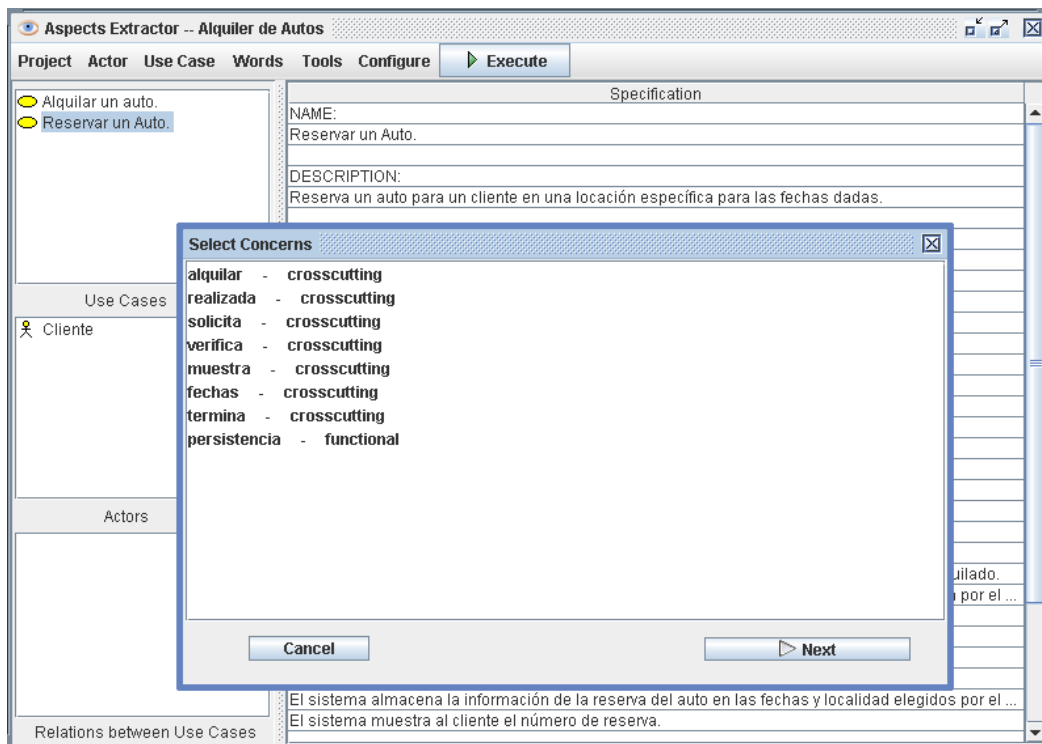 Aspects Extractor -- Alquiler de Autos
Project Actor Use Case Words Tools Configure Execute
Alquilar un auto.
Reservar un Auto.
Use Cases
Cliente
Actors
Relations between Use Cases
Specification
NAME:
Reservar un Auto.
DESCRIPTION:
Reserva un auto para un cliente en una locación específica para las fechas dadas.
Select Concerns
alquilar - crosscutting
realizada - crosscutting
solicita - crosscutting
verifica - crosscutting
muestra - crosscutting
fechas - crosscutting
termina - crosscutting
persistencia - functional
Cancel Next
por el ...
El sistema almacena la información de la reserva del auto en las fechas y localidad elegidos por el ...
El sistema muestra al cliente el número de reserva.